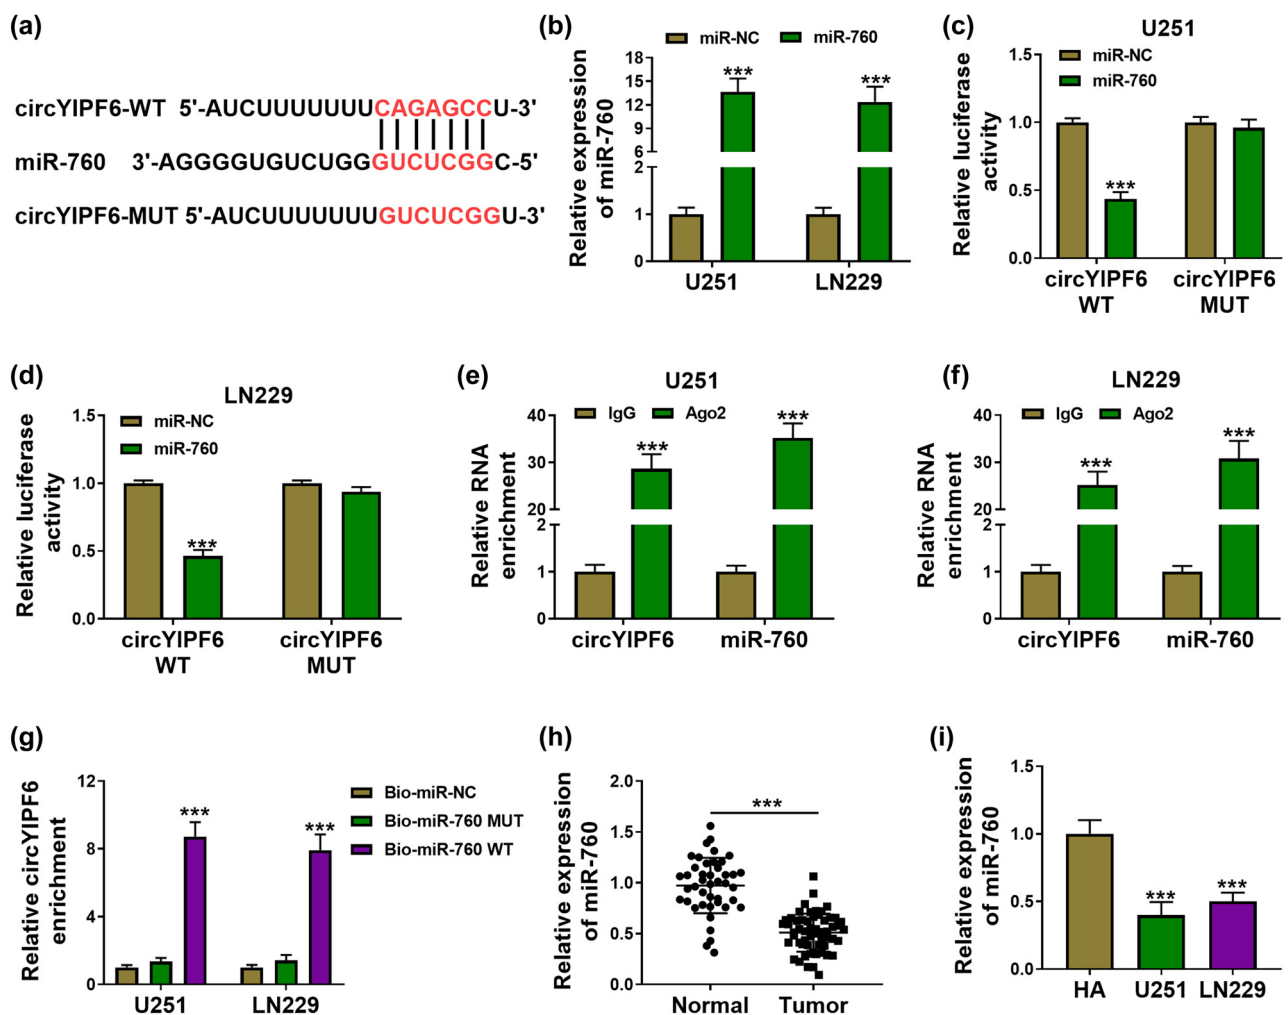 (a)
circYIPF6-WT 5'-AUCUUUUUUUCAGAGCCU-3'
miR-760 3'-AGGGGUGUCUGGGUCUCGGC-5'
circYIPF6-MUT 5'-AUCUUUUUUUGUCUCGGU-3'
(b)
miR-NC miR-760
Relative expression
of miR-760
18
15
12
9
6
2
1
0
*** ***
U251 LN229
(c)
U251
miR-NC
miR-760
Relative luciferase
activity
1.5
1.0
0.5
0.0
***
circYIPF6 circYIPF6
WT MUT
(d)
LN229
miR-NC
miR-760
Relative luciferase
activity
1.5
1.0
0.5
0.0
***
circYIPF6 circYIPF6
WT MUT
(e)
U251
IgG Ago2
Relative RNA
enrichment
40
30
20
2
1
0
*** ***
circYIPF6 miR-760
(f)
LN229
IgG Ago2
Relative RNA
enrichment
40
30
20
2
1
0
*** ***
circYIPF6 miR-760
(g)
Relative circYIPF6
enrichment
12
8
4
0
*** ***
U251 LN229
Bio-miR-NC
Bio-miR-760 MUT
Bio-miR-760 WT
(h)
Relative expression
of miR-760
2.0
1.5
1.0
0.5
0.0
***
Normal Tumor
(i)
Relative expression
of miR-760
1.5
1.0
0.5
0.0
*** ***
HA U251 LN229